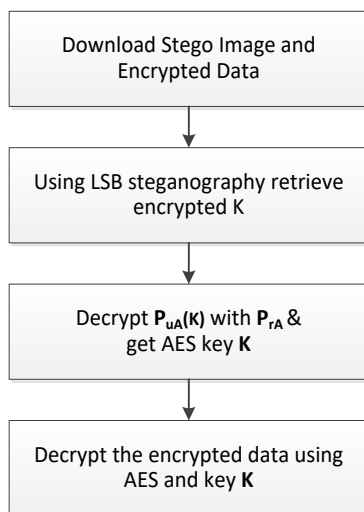 Download Stego Image and
Encrypted Data
Using LSB steganography retrieve
encrypted K
Decrypt PuA(K) with PrA &
get AES key K
Decrypt the encrypted data using
AES and key K